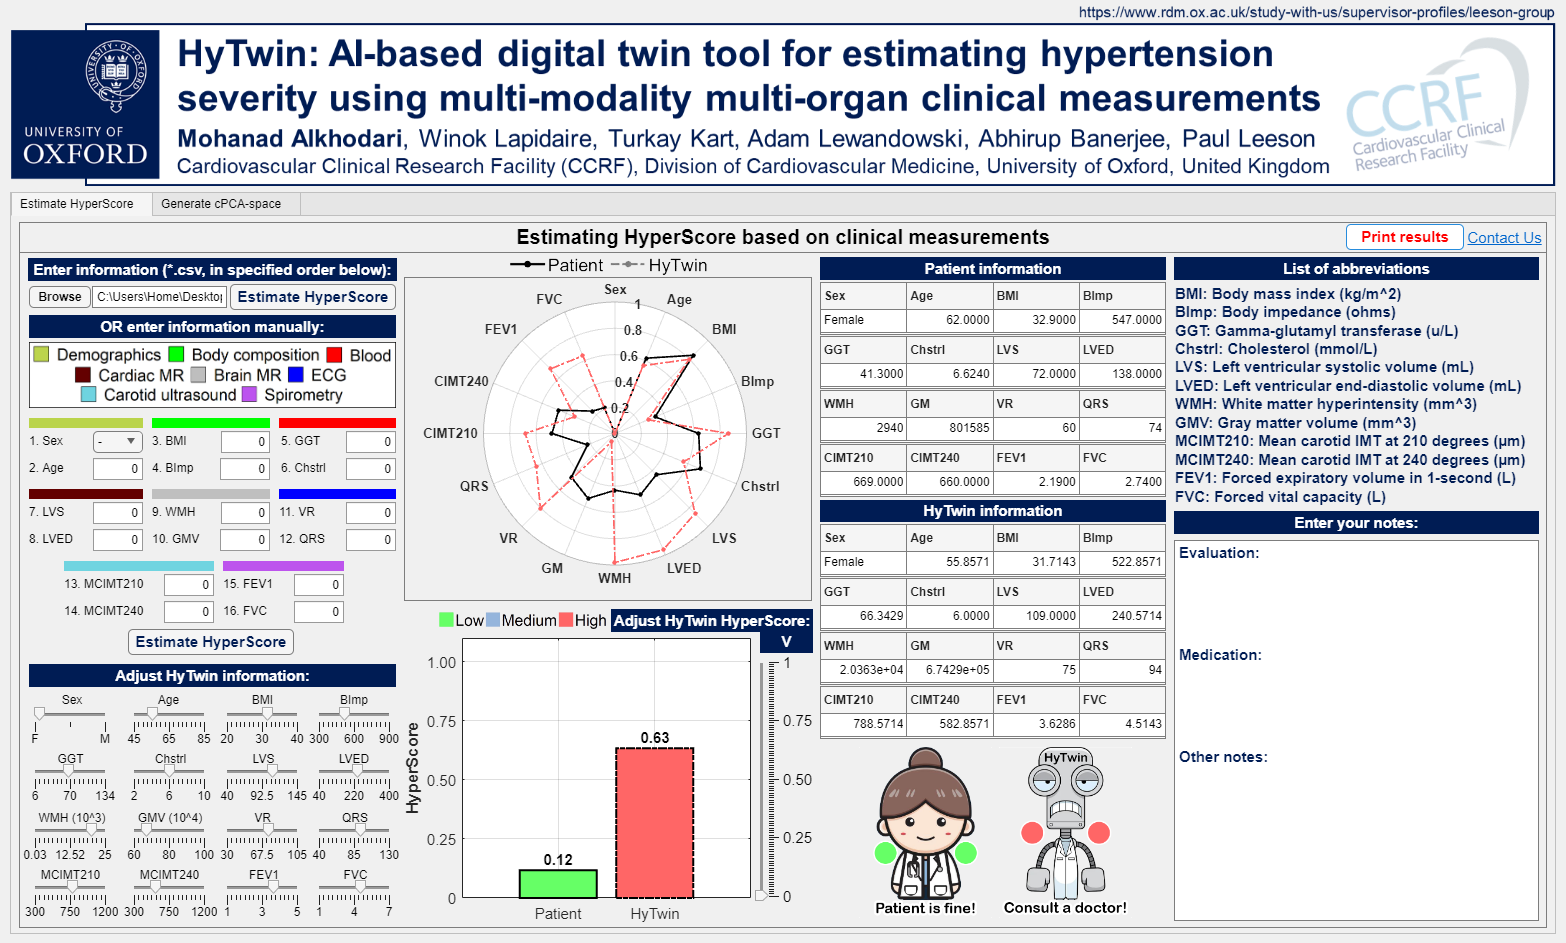 https://www.rdm.ox.ac.uk/study-with-us/supervisor-profiles/leeson-group
UNIVERSITY OF
OXFORD
HyTwin: AI-based digital twin tool for estimating hypertension
severity using multi-modality multi-organ clinical measurements
Mohanad Alkhodari, Winok Lapidaire, Turkay Kart, Adam Lewandowski, Abhirup Banerjee, Paul Leeson
Cardiovascular Clinical Research Facility (CCRF), Division of Cardiovascular Medicine, University of Oxford, United Kingdom
CCRF
Cardiovascular Clinical
Research Facility
Estimate HyperScore
Generate cPCA-space
Estimating HyperScore based on clinical measurements
Print results
Contact Us
Enter information (*.csv, in specified order below):
Browse
C:\Users\Home\Desktop
Estimate HyperScore
OR enter information manually:
Demographics
Body composition
Blood
Cardiac MR
Brain MR
ECG
Carotid ultrasound
Spirometry
1. Sex -
3. BMI 0
5. GGT 0
2. Age 0
4. BImp 0
6. Chstrl 0
7. LVS 0
9. WMH 0
11. VR 0
8. LVED 0
10. GMV 0
12. QRS 0
13. MCIMT210 0
15. FEV1 0
14. MCIMT240 0
16. FVC 0
Estimate HyperScore
Adjust HyTwin information:
Sex
Age
BMI
BImp
F M
45 65 85
20 30 40
300 600 900
GGT
Chstrl
LVS
LVED
6 70 134
2 6 10
40 92.5 145
40 220 400
WMH (10^3)
GMV (10^4)
VR
QRS
0.03 12.52 25
60 80 100
30 67.5 105
40 85 130
MCIMT210
MCIMT240
FEV1
FVC
300 750 1200
300 750 1200
1 3 5
1 4 7
Patient
HyTwin
Sex
Age
BMI
BImp
GGT
Chstrl
LVS
LVED
WMH
GM
VR
QRS
CIMT210
CIMT240
FEV1
FVC
1
0.8
0.6
0.4
0.2
0
Low
Medium
High
Adjust HyTwin HyperScore:
V
HyperScore
1.00
0.75
0.50
0.25
0
0.12
0.63
Patient
HyTwin
1
0.75
0.50
0.25
0
Patient information
Sex Age BMI BImp
Female 62.0000 32.9000 547.0000
GGT Chstrl LVS LVED
41.3000 6.6240 72.0000 138.0000
WMH GM VR QRS
2940 801585 60 74
CIMT210 CIMT240 FEV1 FVC
669.0000 660.0000 2.1900 2.7400
HyTwin information
Sex Age BMI BImp
Female 55.8571 31.7143 522.8571
GGT Chstrl LVS LVED
66.3429 6.0000 109.0000 240.5714
WMH GM VR QRS
2.0363e+04 6.7429e+05 75 94
CIMT210 CIMT240 FEV1 FVC
788.5714 582.8571 3.6286 4.5143
Patient is fine!
HyTwin
Consult a doctor!
List of abbreviations
BMI: Body mass index (kg/m^2)
BImp: Body impedance (ohms)
GGT: Gamma-glutamyl transferase (u/L)
Chstrl: Cholesterol (mmol/L)
LVS: Left ventricular systolic volume (mL)
LVED: Left ventricular end-diastolic volume (mL)
WMH: White matter hyperintensity (mm^3)
GMV: Gray matter volume (mm^3)
MCIMT210: Mean carotid IMT at 210 degrees (µm)
MCIMT240: Mean carotid IMT at 240 degrees (µm)
FEV1: Forced expiratory volume in 1-second (L)
FVC: Forced vital capacity (L)
Enter your notes:
Evaluation:
Medication:
Other notes: